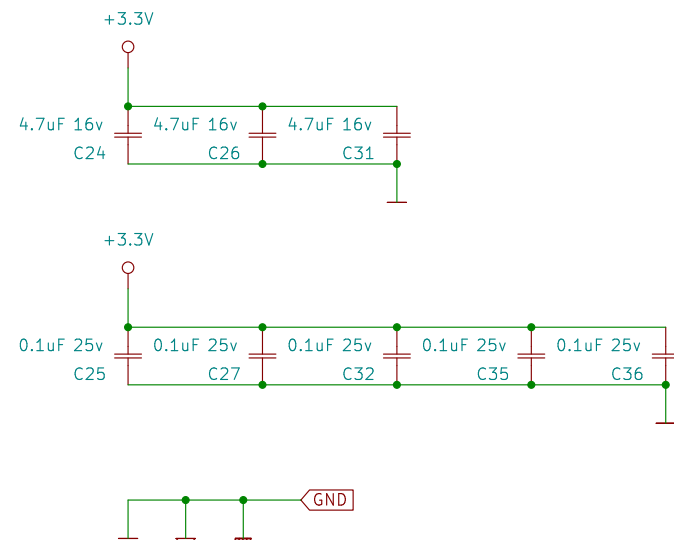 +3.3V
4.7uF 16v 4.7uF 16v 4.7uF 16v
C24 C26 C31
+3.3V
0.1uF 25v 0.1uF 25v 0.1uF 25v 0.1uF 25v 0.1uF 25v
C25 C27 C32 C35 C36
GND